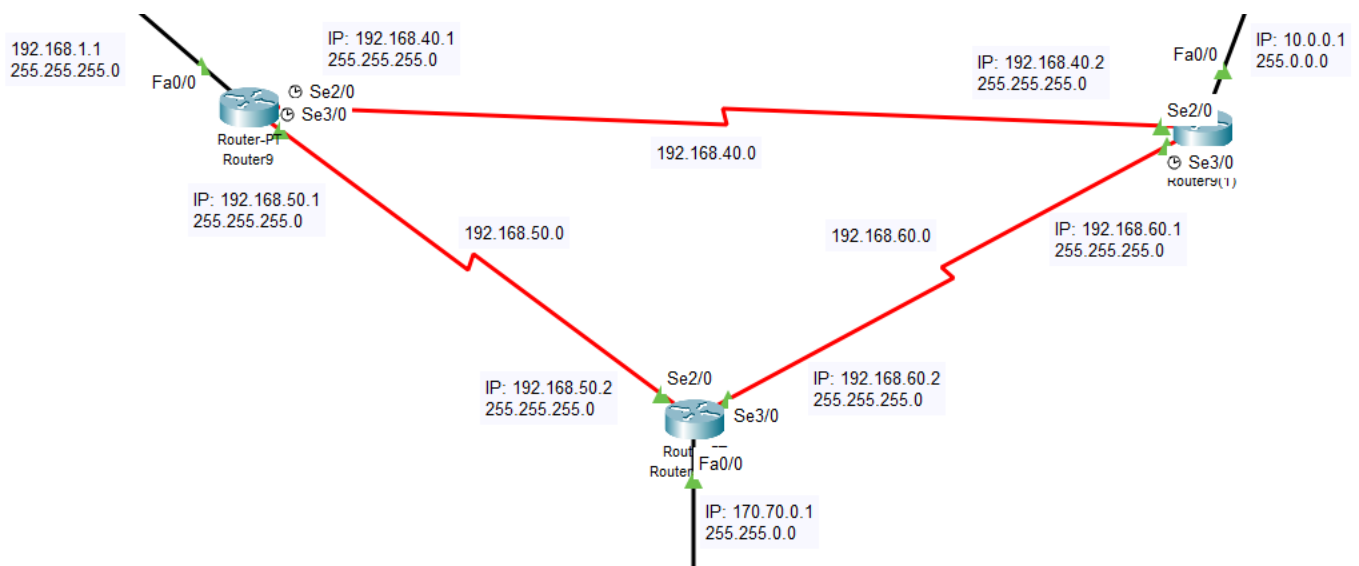 192.168.1.1
255.255.255.0
Fa0/0
IP: 192.168.40.1
255.255.255.0
Se2/0
Se3/0
Router-PT
Router9
IP: 192.168.50.1
255.255.255.0
192.168.40.0
IP: 192.168.40.2
255.255.255.0
Fa0/0
IP: 10.0.0.1
255.0.0.0
Se2/0
Se3/0
Router9(1)
192.168.50.0
192.168.60.0
IP: 192.168.60.1
255.255.255.0
IP: 192.168.50.2
255.255.255.0
Se2/0
IP: 192.168.60.2
255.255.255.0
Se3/0
Router
Fa0/0
IP: 170.70.0.1
255.255.0.0